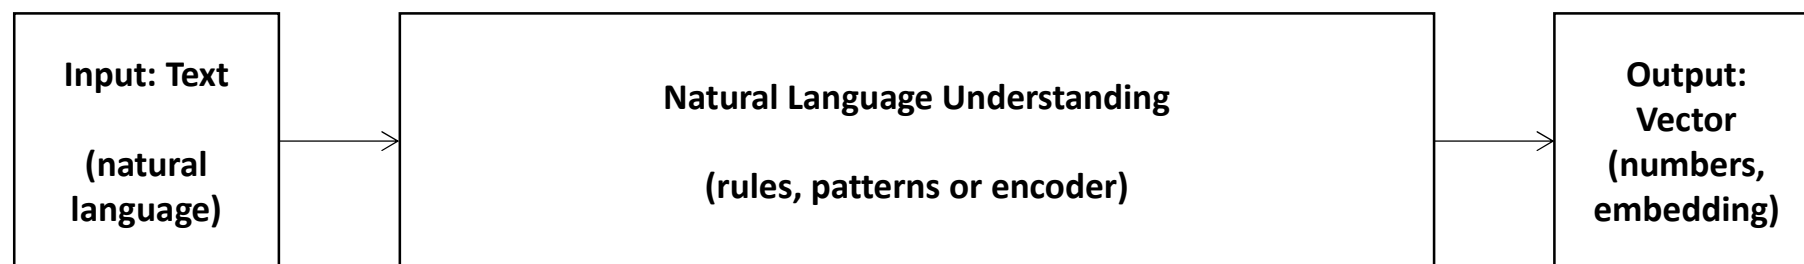 Input: Text
(natural
language)
Natural Language Understanding
(rules, patterns or encoder)
Output:
Vector
(numbers,
embedding)